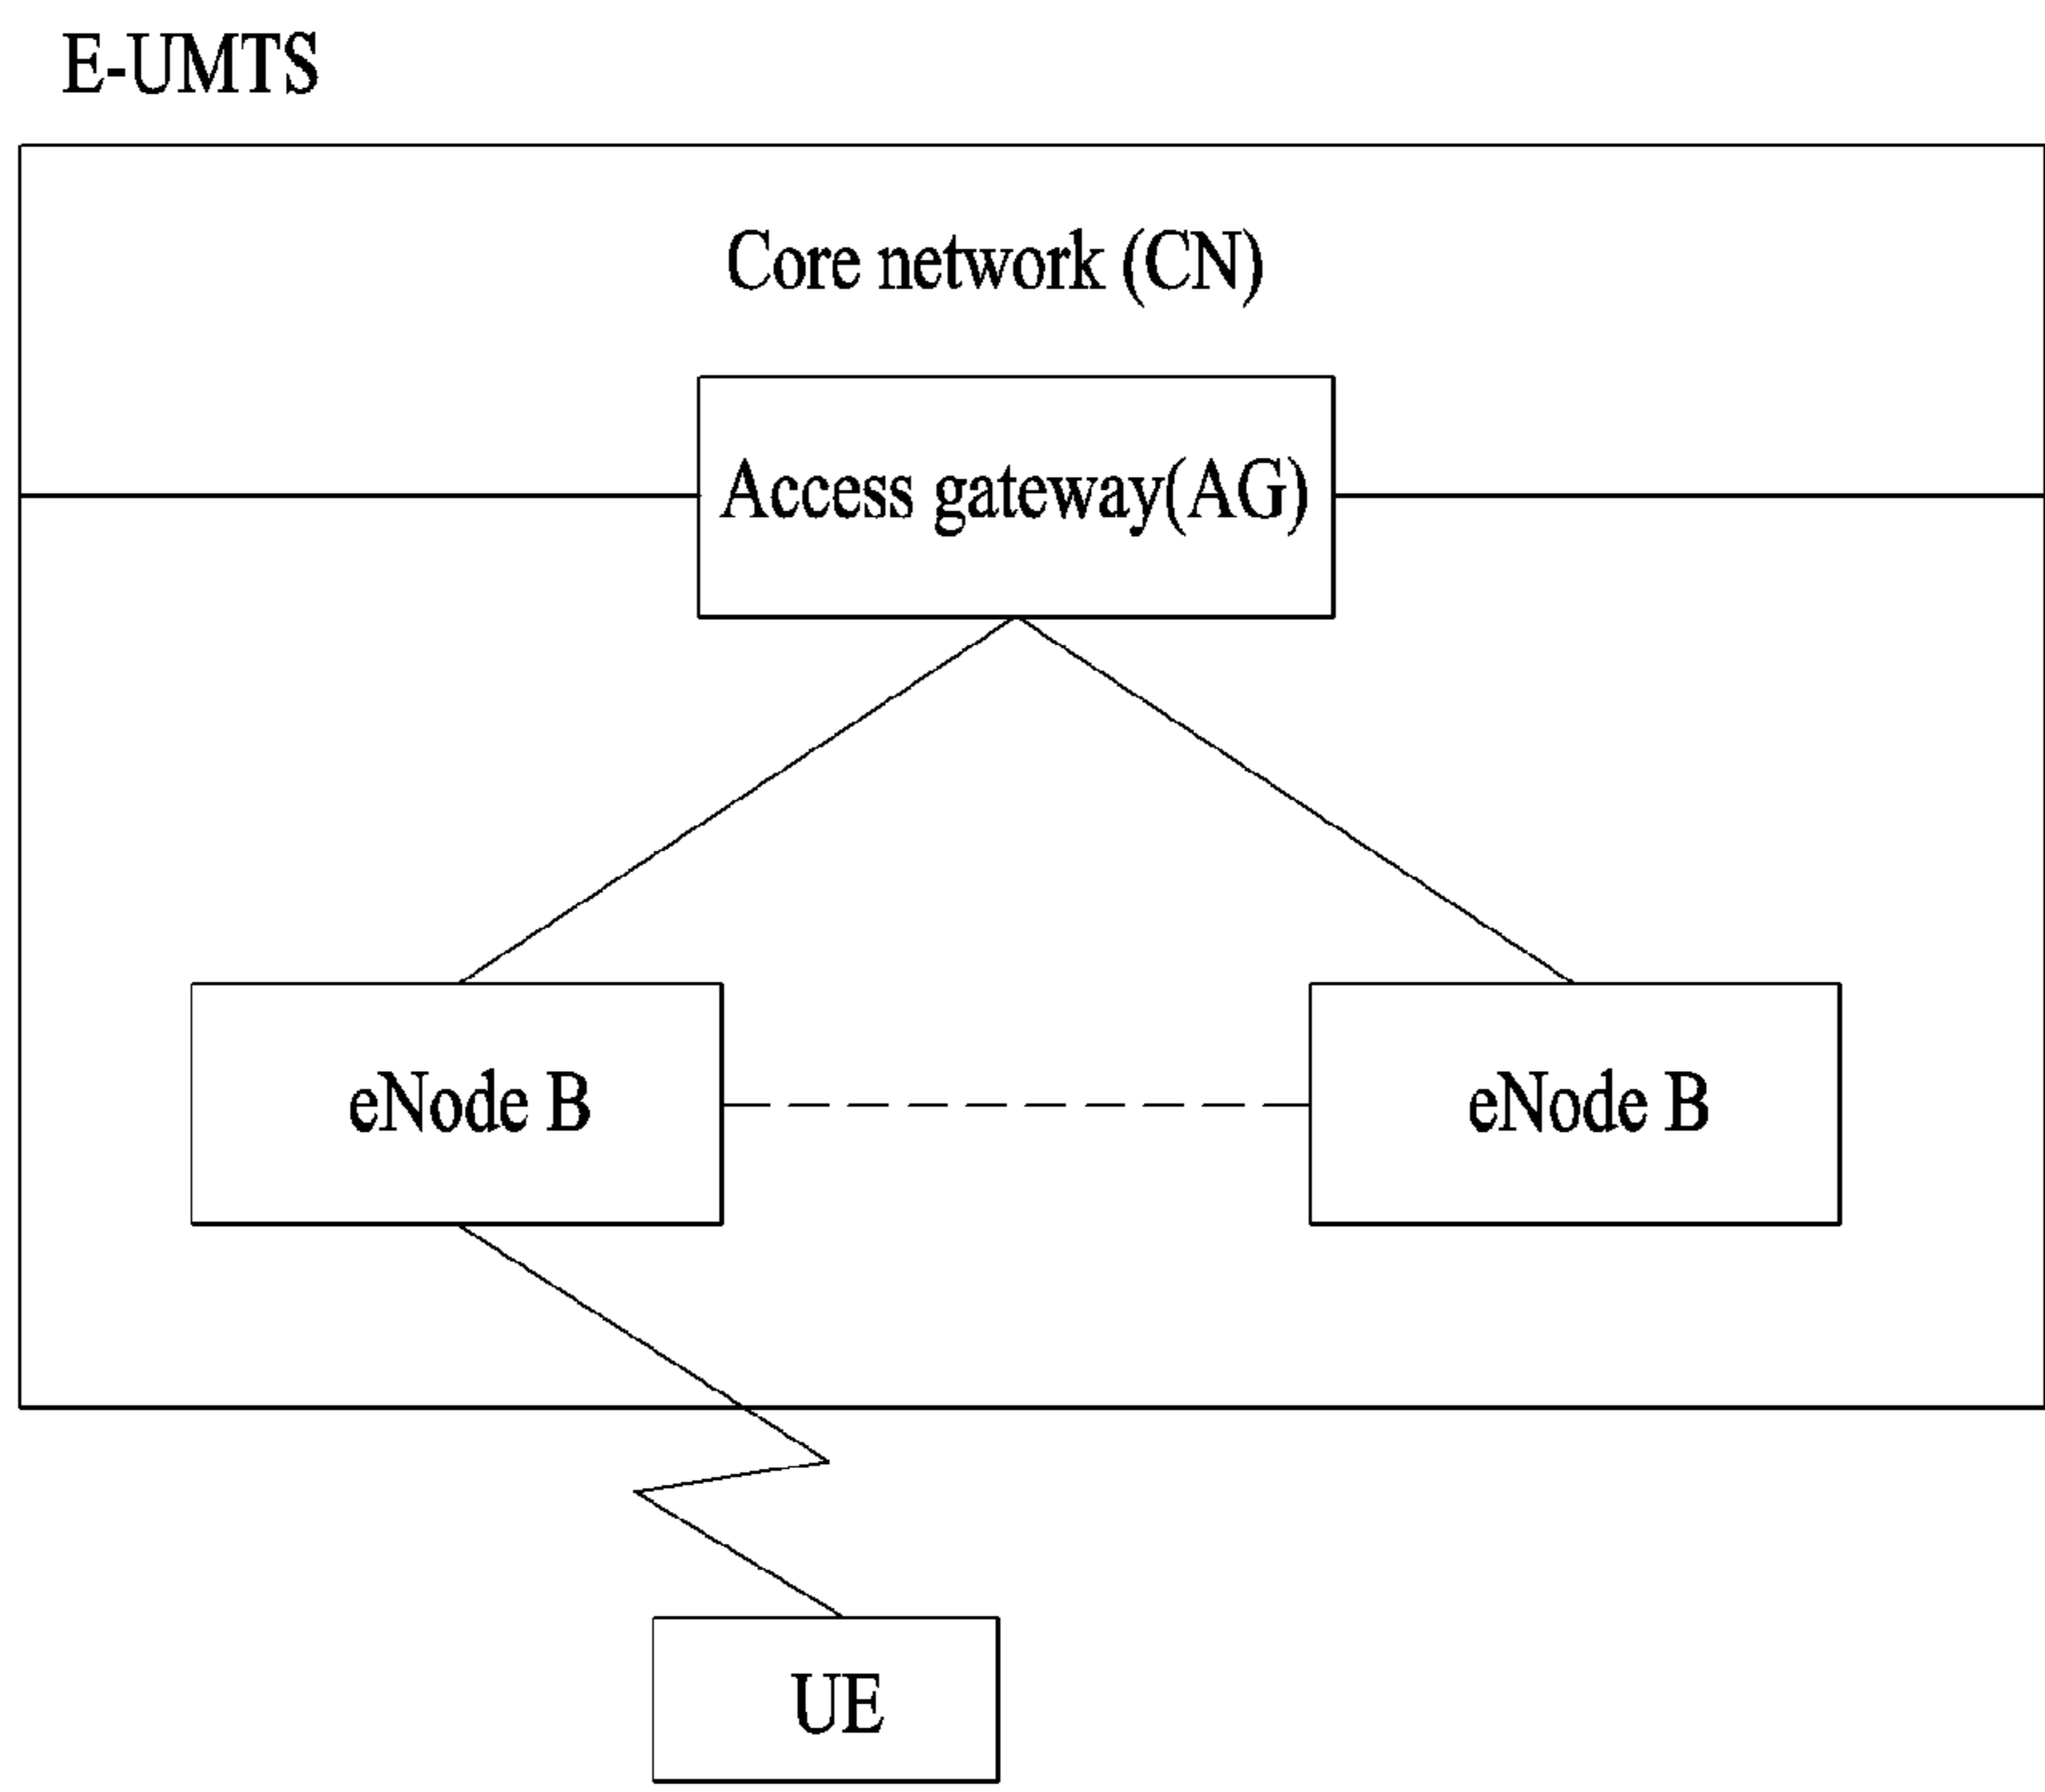 E-UMTS
Core network (CN)
Access gateway(AG)
eNode B
eNode B
UE